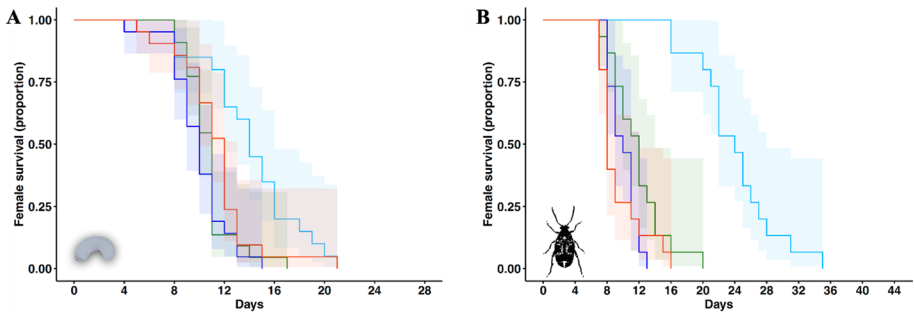 A
Female survival (proportion)
1.00
0.75
0.50
0.25
0.00
0 4 8 12 16 20 24 28
Days
B
Female survival (proportion)
1.00
0.75
0.50
0.25
0.00
0 4 8 12 16 20 24 28 32 36 40 44
Days